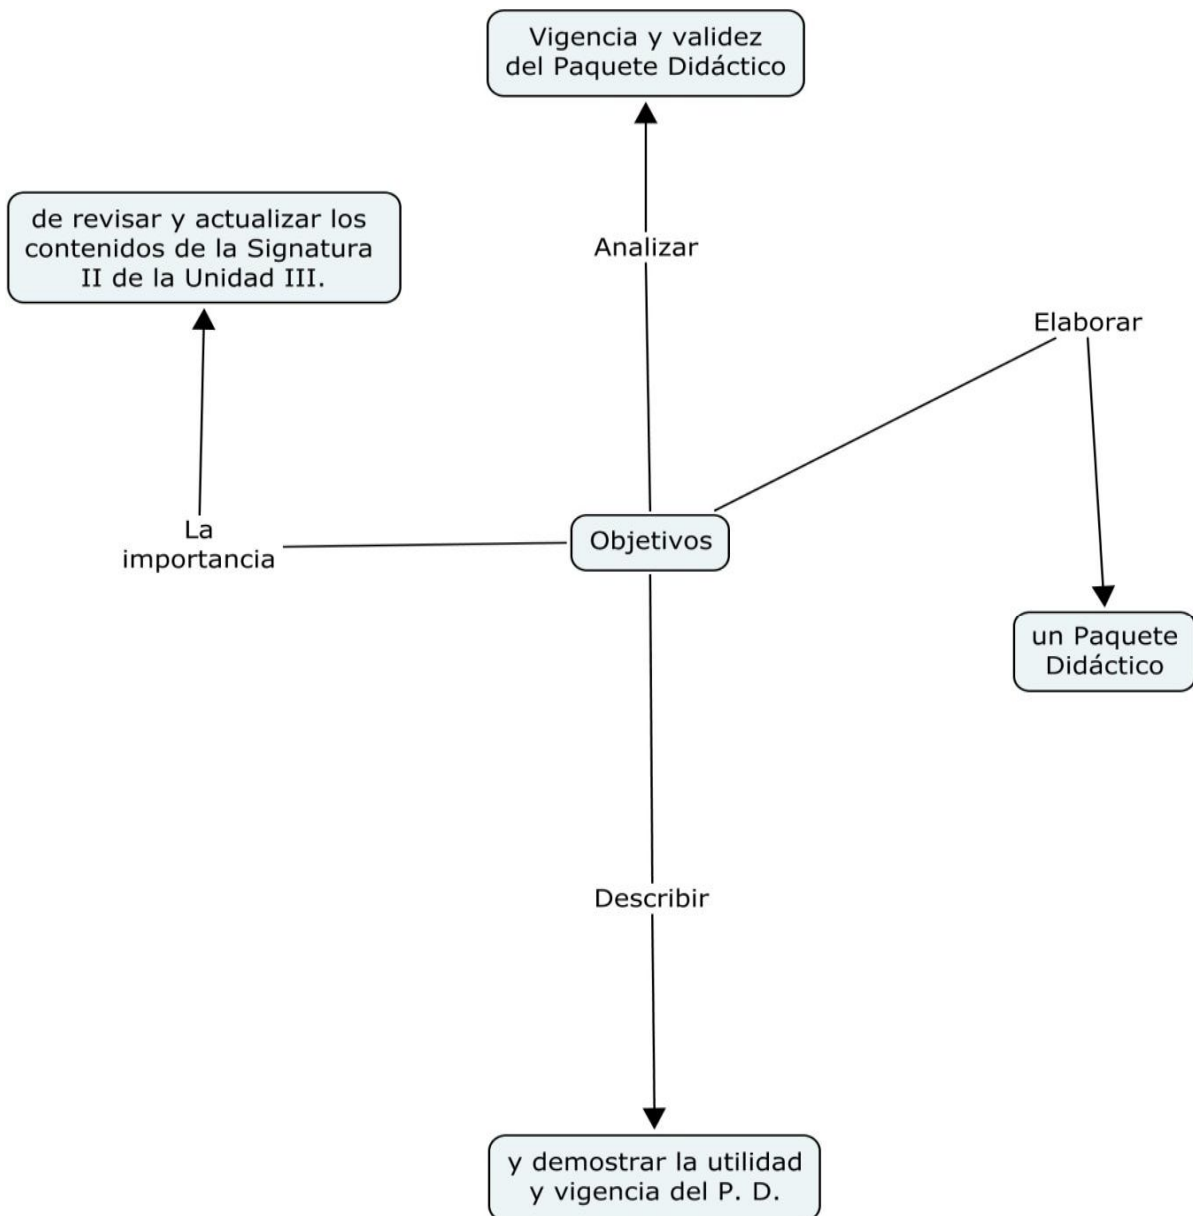 Vigencia y validez
del Paquete Didáctico
de revisar y actualizar los
contenidos de la Signatura
II de la Unidad III.
Analizar
Elaborar
La
importancia
Objetivos
un Paquete
Didáctico
Describir
y demostrar la utilidad
y vigencia del P. D.